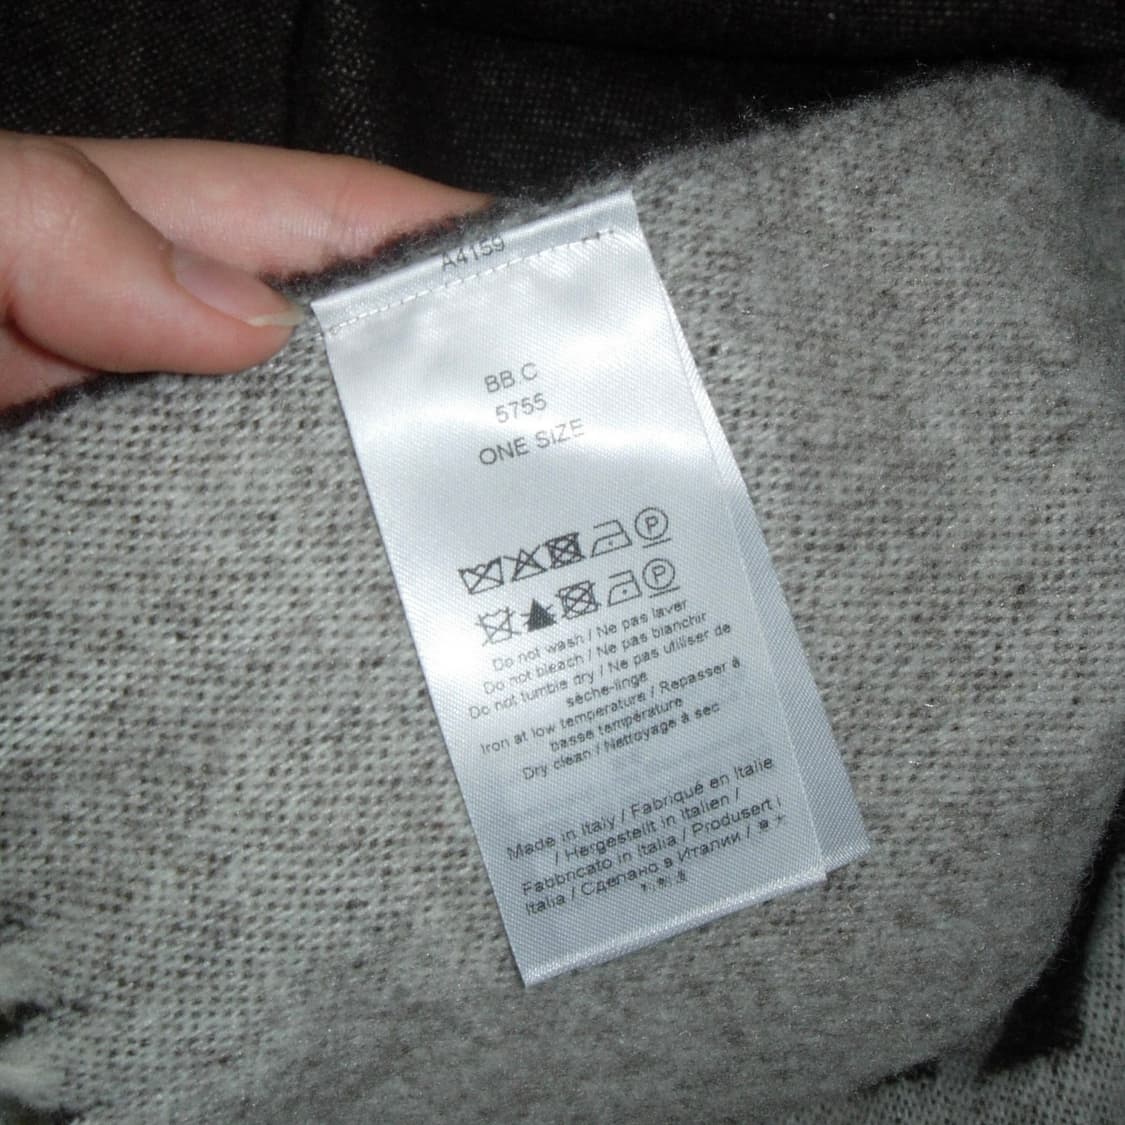 A4159
BB.C
5755
ONE SIZE
P
P
Do not wash / Ne pas laver
Do not bleach / Ne pas blanchir
Do not tumble dry / Ne pas utiliser de
sèche-linge
Iron at low temperature / Repasser à
basse température
Dry clean / Nettoyage à sec
Made in Italy / Fabriqué en Italie
/ Hergestellt in Italien /
Fabbricato in Italia / Produsert i
Italia / Сделано в Италии /